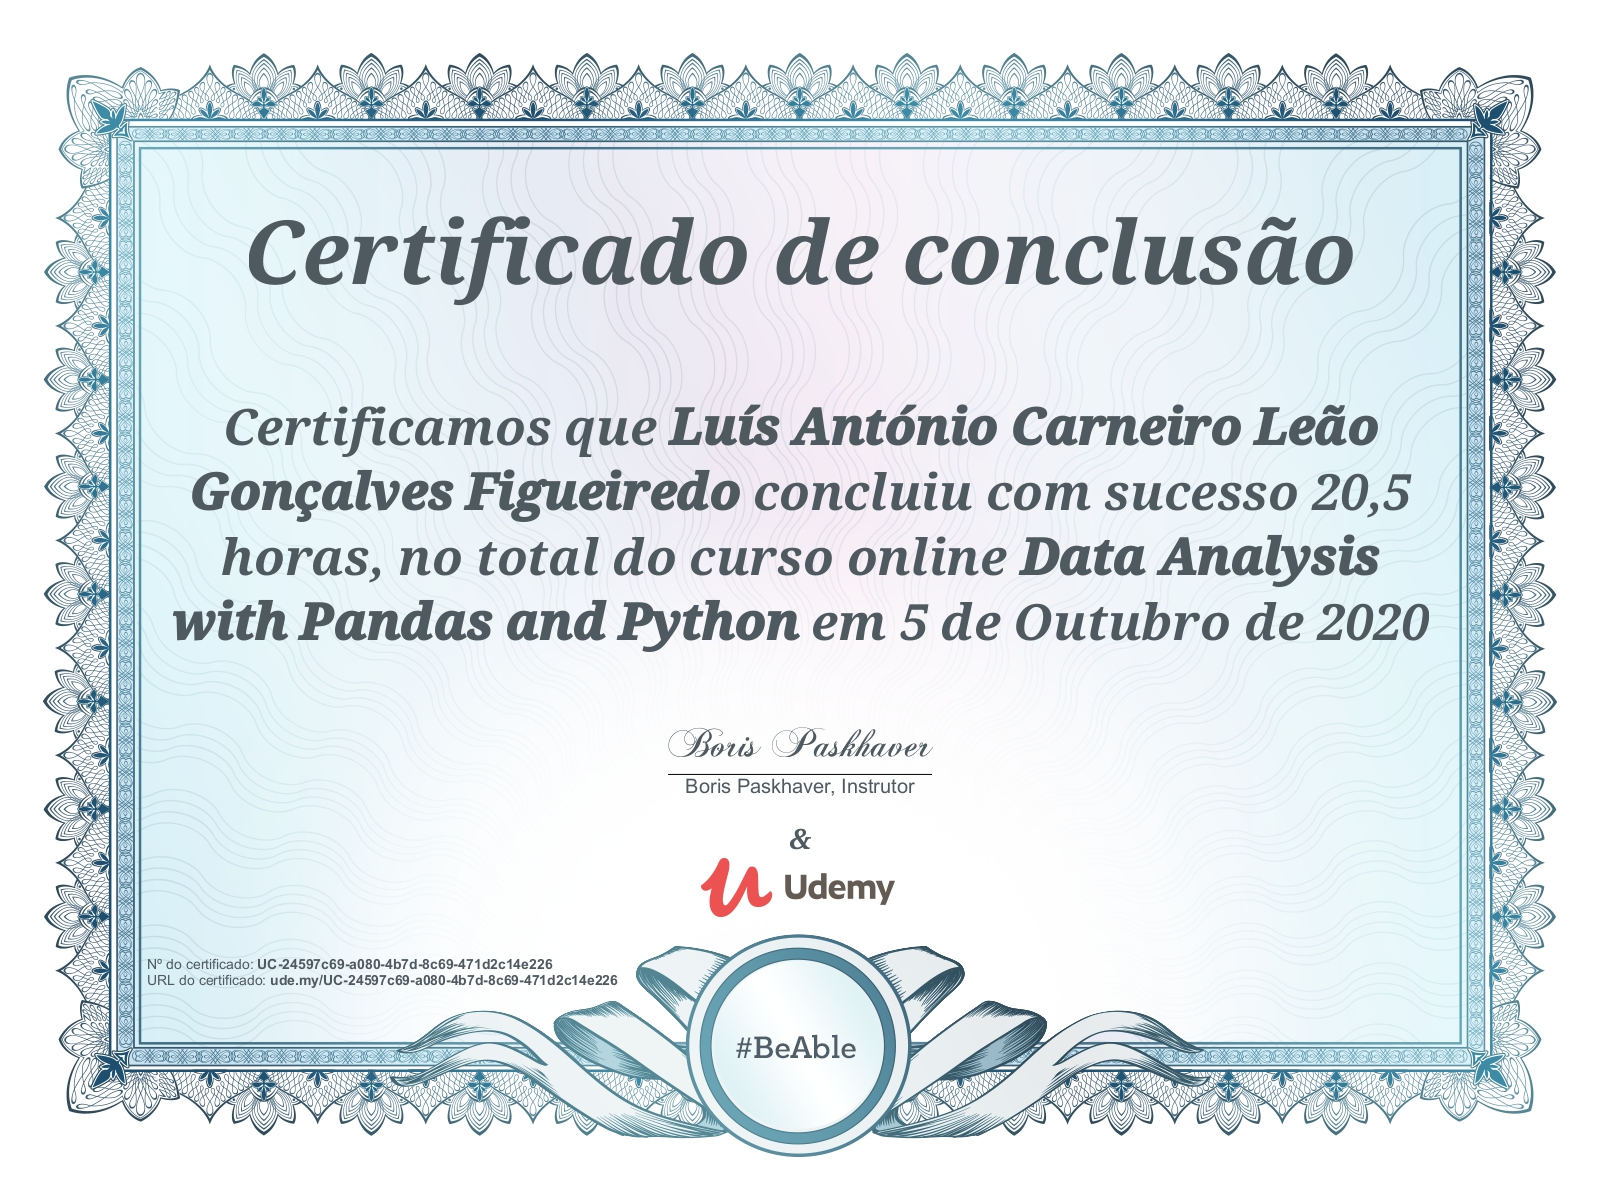 Certificado de conclusão
Certificamos que Luís António Carneiro Leão
Gonçalves Figueiredo concluiu com sucesso 20,5
horas, no total do curso online Data Analysis
with Pandas and Python em 5 de Outubro de 2020
Boris Paskhaver
Boris Paskhaver, Instrutor
&
Udemy
Nº do certificado: UC-24597c69-a080-4b7d-8c69-471d2c14e226
URL do certificado: ude.my/UC-24597c69-a080-4b7d-8c69-471d2c14e226
#BeAble